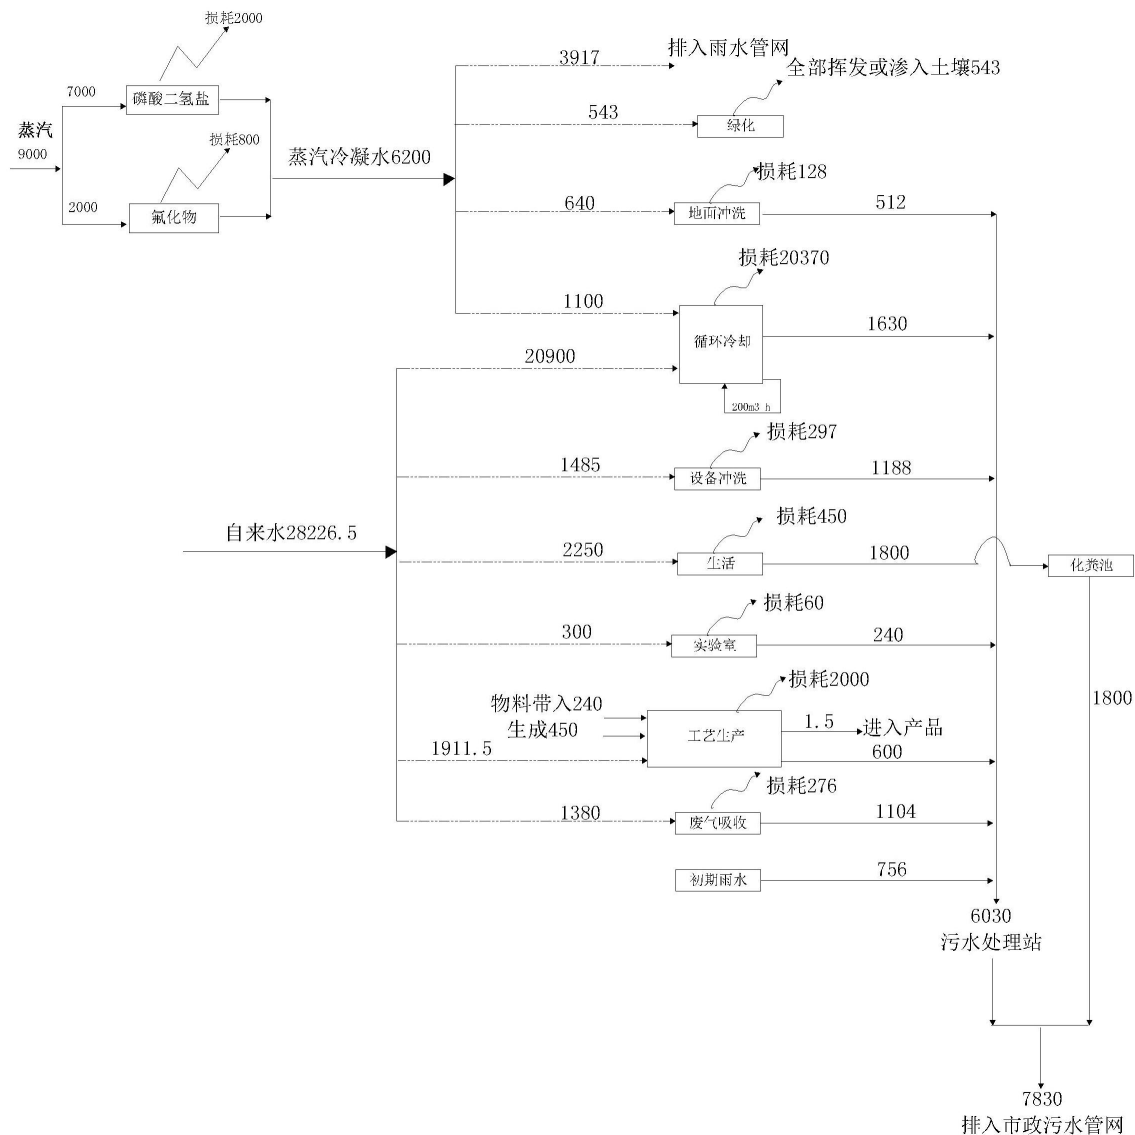 损耗2000
7000
磷酸二氢盐
蒸汽
9000
损耗800
2000
氟化物
蒸汽冷凝水6200
3917
排入雨水管网
全部挥发或渗入土壤543
543
绿化
损耗128
640
地面冲洗
512
损耗20370
1100
循环冷却
1630
20900
200m3 h
损耗297
1485
设备冲洗
1188
自来水28226.5
损耗450
2250
生活
1800
化粪池
损耗60
300
实验室
240
损耗2000
物料带入240
生成450
1911.5
工艺生产
1.5
进入产品
600
损耗276
1380
废气吸收
1104
初期雨水
756
1800
6030
污水处理站
7830
排入市政污水管网